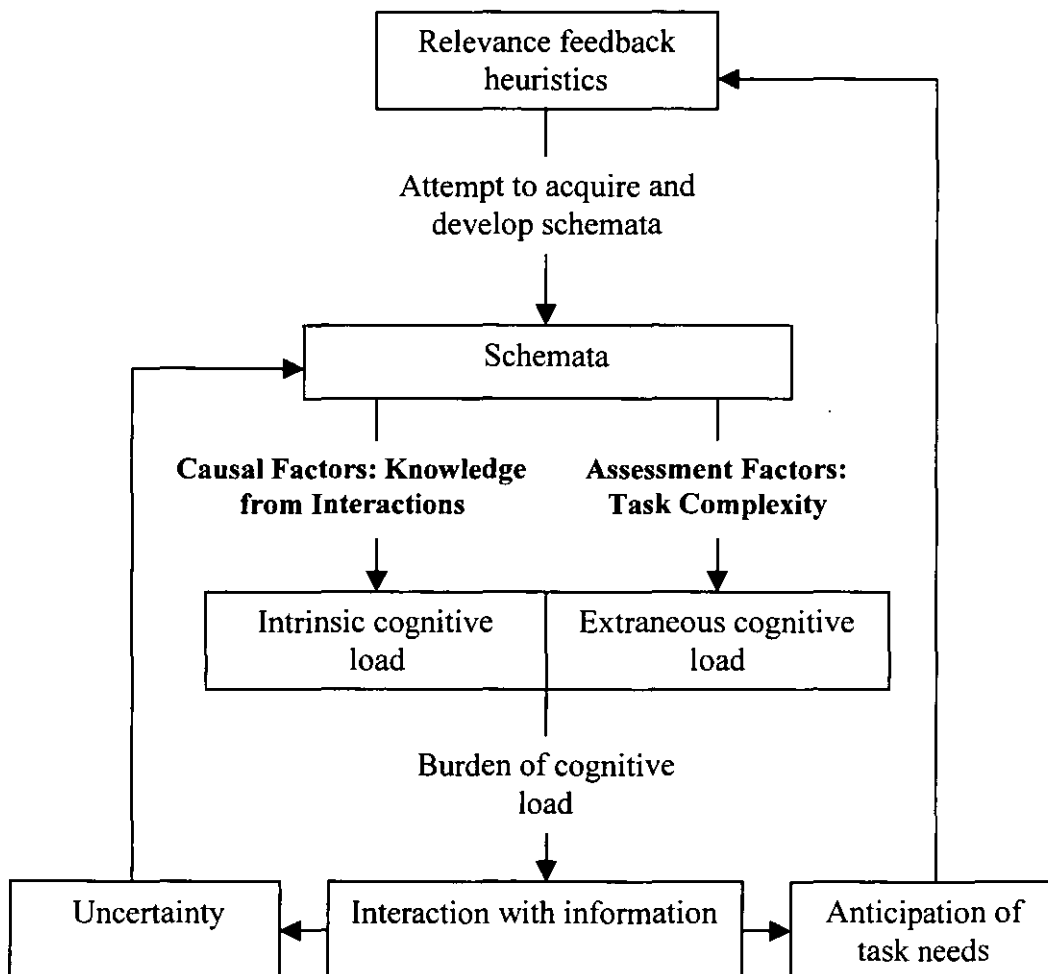 Relevance feedback
heuristics
Attempt to acquire and
develop schemata
Schemata
Causal Factors: Knowledge
from Interactions
Assessment Factors:
Task Complexity
Intrinsic cognitive
load
Extraneous cognitive
load
Burden of cognitive
load
Uncertainty
Interaction with information
Anticipation of
task needs